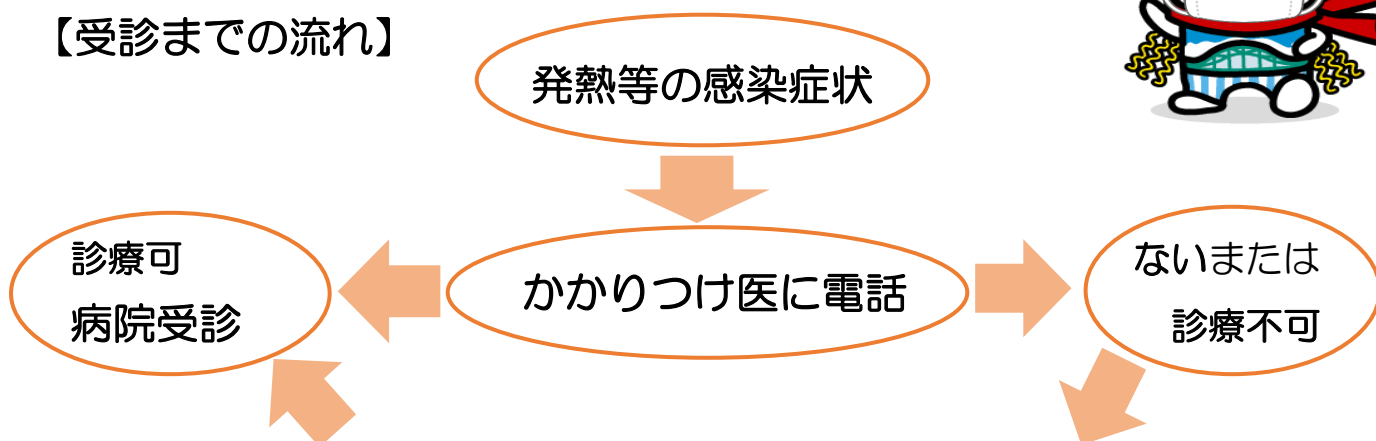 【受診までの流れ】
発熱等の感染症状
診療可
病院受診
かかりつけ医に電話
ないまたは
診療不可